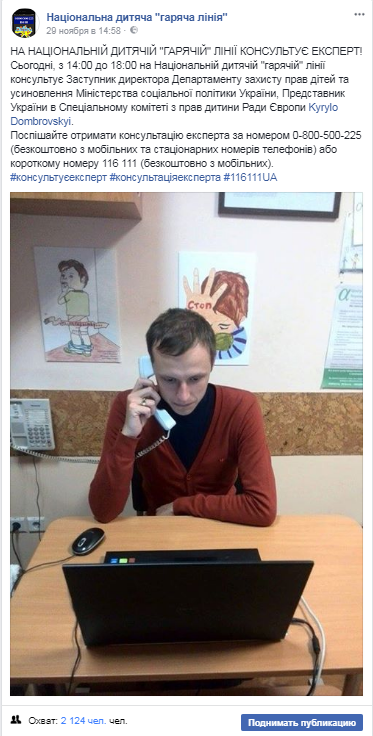 Національна дитяча "гаряча лінія"
29 ноября в 14:58
НА НАЦІОНАЛЬНІЙ ДИТЯЧІЙ "ГАРЯЧІЙ" ЛІНІЇ КОНСУЛЬТУЄ ЕКСПЕРТ!
Сьогодні, з 14:00 до 18:00 на Національній дитячій "гарячій" лінії
консультує Заступник директора Департаменту захисту прав дітей та
усиновлення Міністерства соціальної політики України, Представник
України в Спеціальному комітеті з прав дитини Ради Європи Kyrylo
Dombrovskyi.
Поспішайте отримати консультацію експерта за номером 0-800-500-225
(безкоштовно з мобільних та стаціонарних номерів телефонів) або
короткому номеру 116 111 (безкоштовно з мобільних).
#консультуєексперт #консультаціяексперта #116111UA
Стоп
Охват: 2 124 чел. чел.
Поднимать публикацию